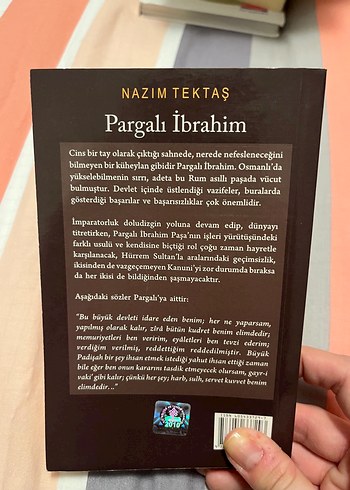 NAZIM TEKTAŞ
Pargalı İbrahim
Cins bir tay olarak çıktığı sahnede, nerede nefesleneceğini
bilmeyen bir küheylan gibidir Pargalı İbrahim. Osmanlı'da
yükselebilmenin sırrı, adeta bu Rum asıllı paşada vücut
bulmuştur. Devlet içinde üstlendiği vazifeler, buralarda
gösterdiği başarılar ve başarısızlıklar çok önemlidir.
İmparatorluk doludizgin yoluna devam edip, dünyayı
titretirken, Pargalı İbrahim Paşa'nın işleri yürütüşündeki
farklı usulü ve kendisine biçtiği rol çoğu zaman hayretle
karşılanacak, Hürrem Sultan'la aralarındaki geçimsizlik,
ikisinden de vazgeçemeyen Kanuni'yi zor durumda bıraksa
da her ikisi de bildiğinden şaşmayacaktır.
Aşağıdaki sözler Pargalı'ya aittir:
"Bu büyük devleti idare eden benim; her ne yaparsam,
yapılmış olarak kalır, zîrâ bütün kudret benim elimdedir;
memuriyetleri ben veririm, eyâletleri ben tevzi ederim;
verdiğim verilmiş, reddettiğim reddedilmiştir. Büyük
Padişah bir şey ihsan etmek istediği yahut ihsan ettiği zaman
bile eğer ben onun kararını tasdik etmeyecek olursam, gayr-i
vaki' gibi kalır; çünkü her şey; harb, sulh, servet kuvvet benim
elimdedir..."
2010